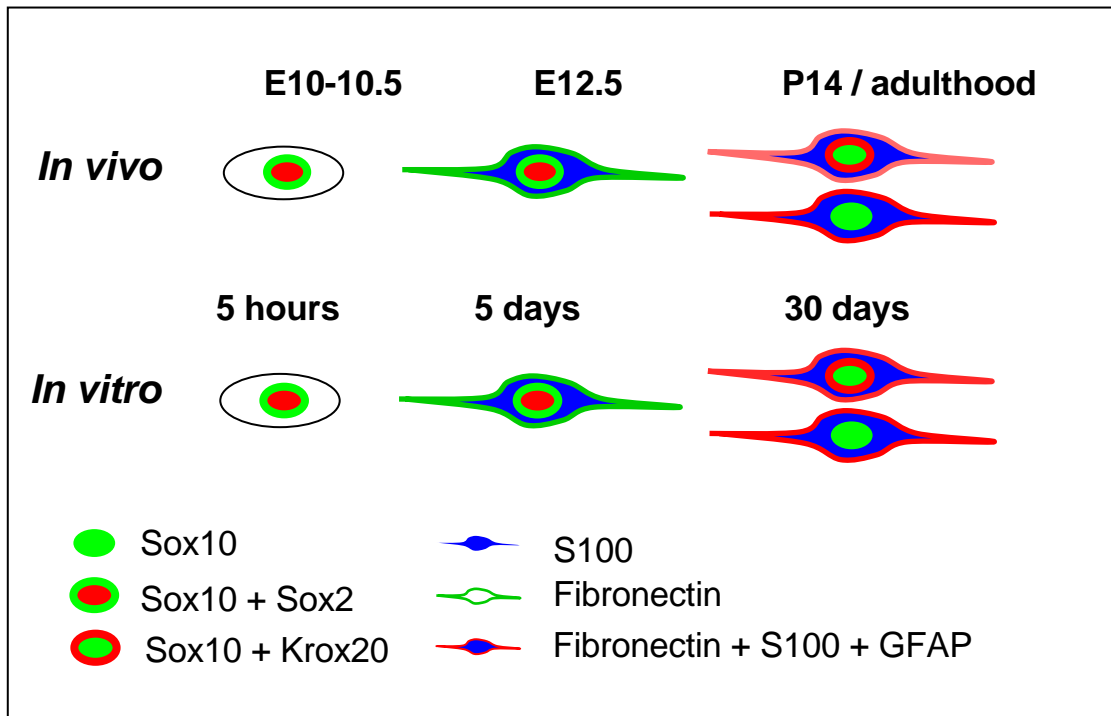 E10-10.5 E12.5 P14 / adulthood
In vivo
5 hours 5 days 30 days
In vitro
Sox10
Sox10 + Sox2
Sox10 + Krox20
S100
Fibronectin
Fibronectin + S100 + GFAP